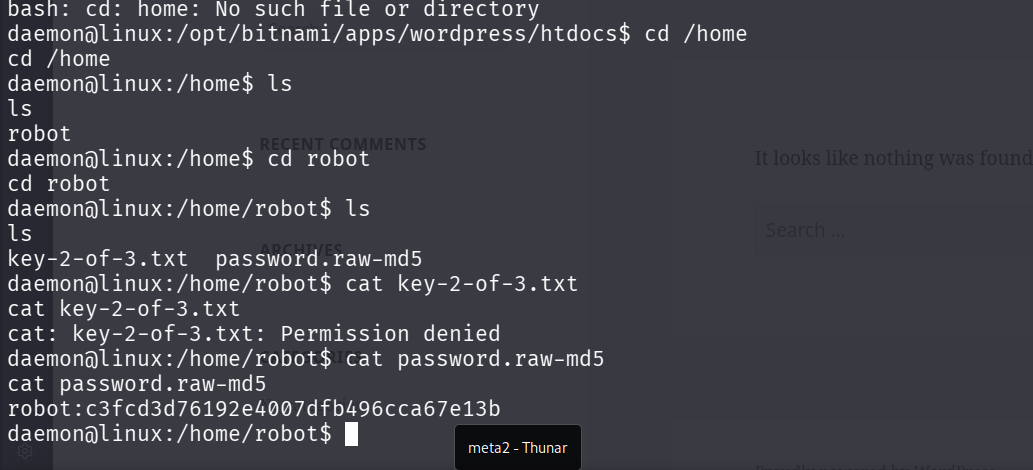 bash: cd: home: No such file or directory
daemon@linux:/opt/bitnami/apps/wordpress/htdocs$ cd /home
cd /home
daemon@linux:/home$ ls
ls
robot
RECENT COMMENTS
daemon@linux:/home$ cd robot
It looks like nothing was found
cd robot
daemon@linux:/home/robot$ ls
ls
Search ...
ARCHIVES
key-2-of-3.txt  password.raw-md5
daemon@linux:/home/robot$ cat key-2-of-3.txt
cat key-2-of-3.txt
cat: key-2-of-3.txt: Permission denied
daemon@linux:/home/robot$ cat password.raw-md5
cat password.raw-md5
robot:c3fcd3d76192e4007dfb496cca67e13b
daemon@linux:/home/robot$
meta2 - Thunar